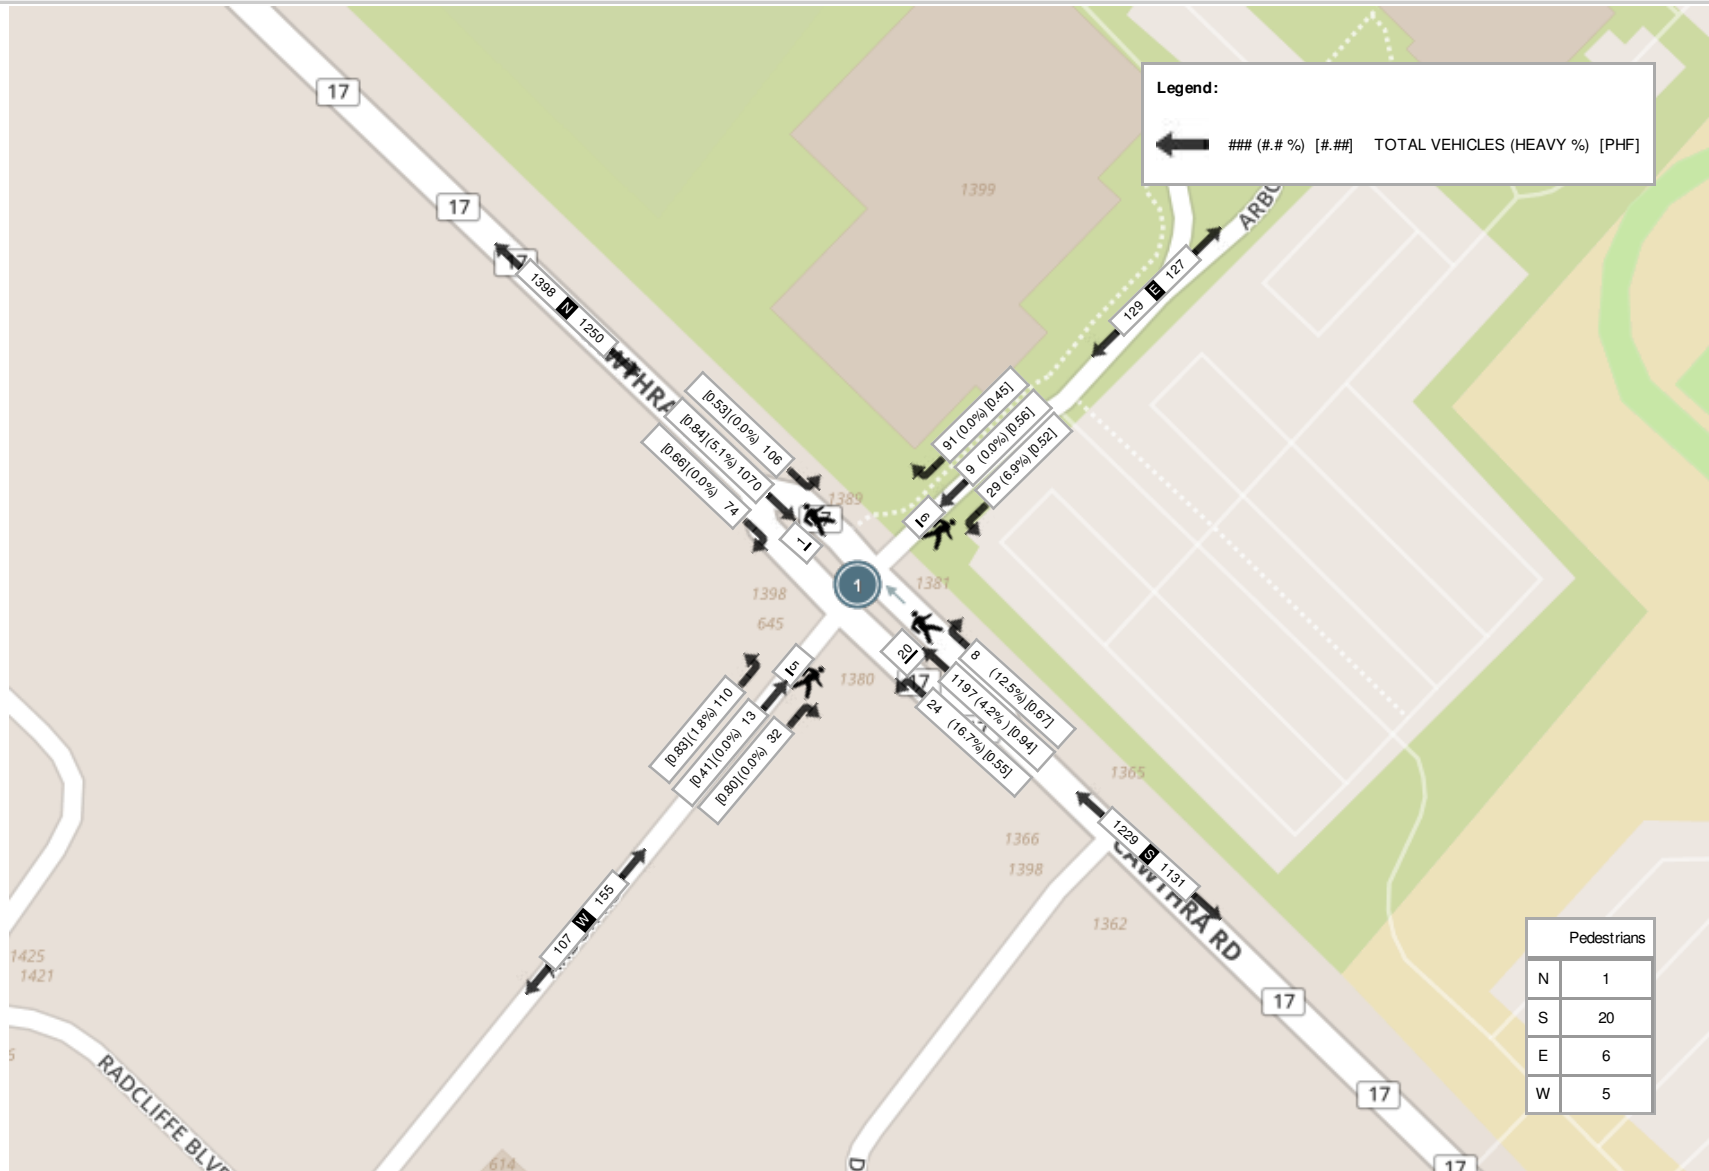 17
Legend:
### (#.# %) [#.##] TOTAL VEHICLES (HEAVY %) [PHF]
1399
17
ARBO
17
1398 N 1250
129 E 127
WTHRA
[0.53] (0.0%) 106
[0.84] (5.1%) 1070
[0.66] (0.0%) 74
91 (0.0%) [0.45]
9 (0.0%) [0.56]
29 (6.9%) [0.52]
1389
6
1
1
1381
1398
645
20
5
1380
17
8 (12.5%) [0.67]
1197 (4.2%) [0.94]
24 (16.7%) [0.55]
[0.83] (1.8%) 110
[0.41] (0.0%) 13
[0.80] (0.0%) 32
1365
1366
1398
1229 S 1131
CAWTHRA RD
107 W 155
1362
1425
1421
Pedestrians
N 1
S 20
E 6
W 5
17
RADCLIFFE BLV
17
614
D
17